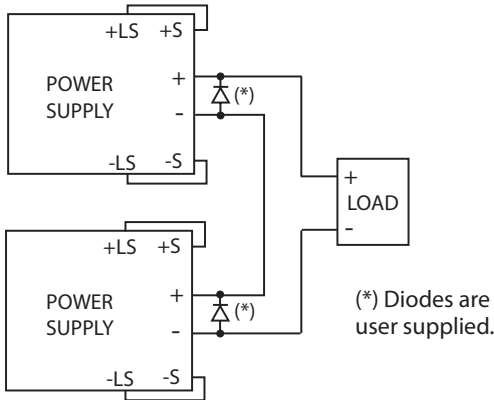 +LS +S
POWER
SUPPLY
+
-
(*)
-LS -S
+
LOAD
-
+LS +S
POWER
SUPPLY
+
-
(*)
-LS -S
(*) Diodes are
user supplied.